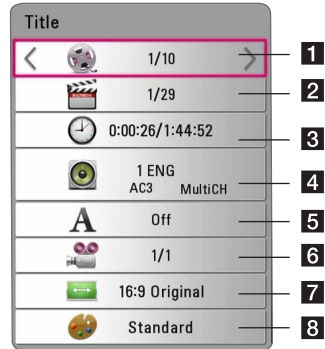 Title
1/10
1
1/29
2
0:00:26/1:44:52
3
1 ENG
AC3 MultiCH
4
A
Off
5
1/1
6
16:9 Original
7
Standard
8